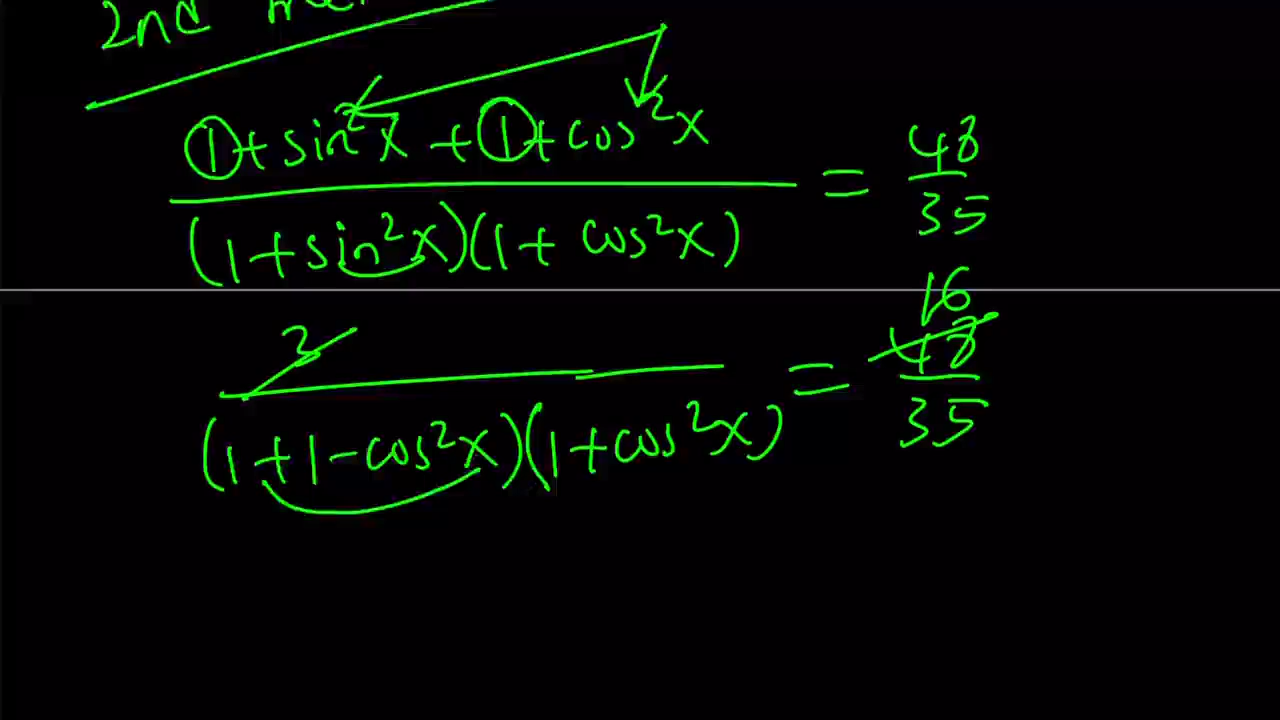 2nd
1 + sin²x + 1 + cos²x
= 48
35
(1 + sin²x)(1 + cos²x)
16
3 = 48
35
(1 + 1 - cos²x)(1 + cos²x)